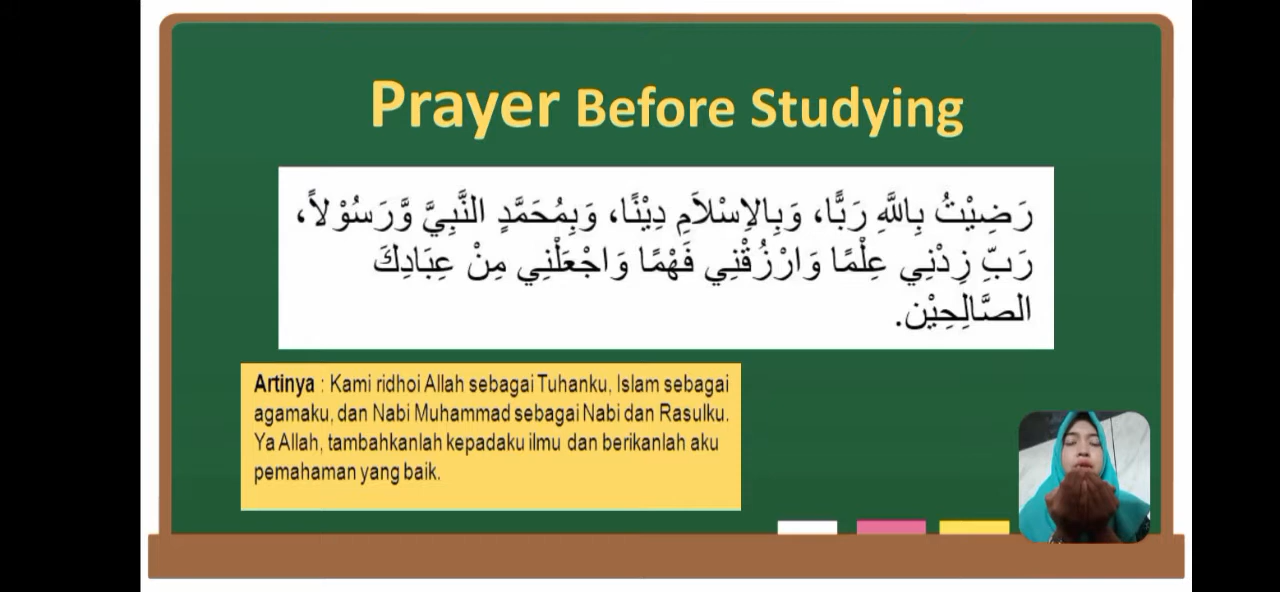 Prayer Before Studying
رَضِيْتُ بِاللَّهِ رَبًّا، وَبِالاِسْلاَمِ دِيْنًا، وَبِمُحَمَّدٍ النَّبِيَّ وَّرَسُوْلاً،
رَبِّ زِدْنِي عِلْمًا وَارْزُقْنِي فَهْمًا وَاجْعَلْنِي مِنْ عِبَادِكَ
الصَّالِحِيْن.
Artinya : Kami ridhoi Allah sebagai Tuhanku, Islam sebagai
agamaku, dan Nabi Muhammad sebagai Nabi dan Rasulku.
Ya Allah, tambahkanlah kepadaku ilmu dan berikanlah aku
pemahaman yang baik.